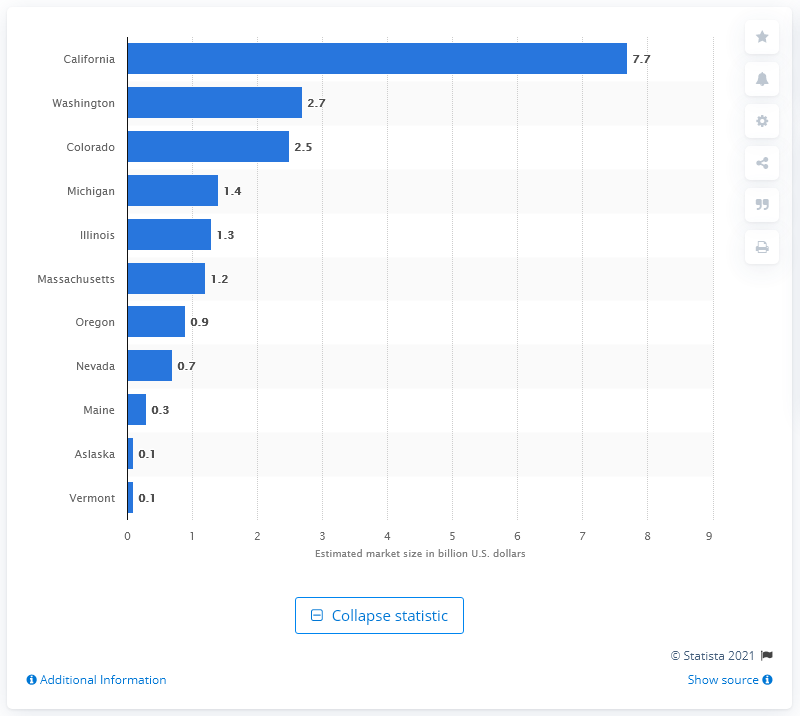 California 7.7
Washington 2.7
Colorado 2.5
Michigan 1.4
Illinois 1.3
Massachusetts 1.2
Oregon 0.9
Nevada 0.7
Maine 0.3
Aslaska 0.1
Vermont 0.1
0 1 2 3 4 5 6 7 8 9
Estimated market size in billion U.S. dollars
Collapse statistic
© Statista 2021
Additional Information Show source